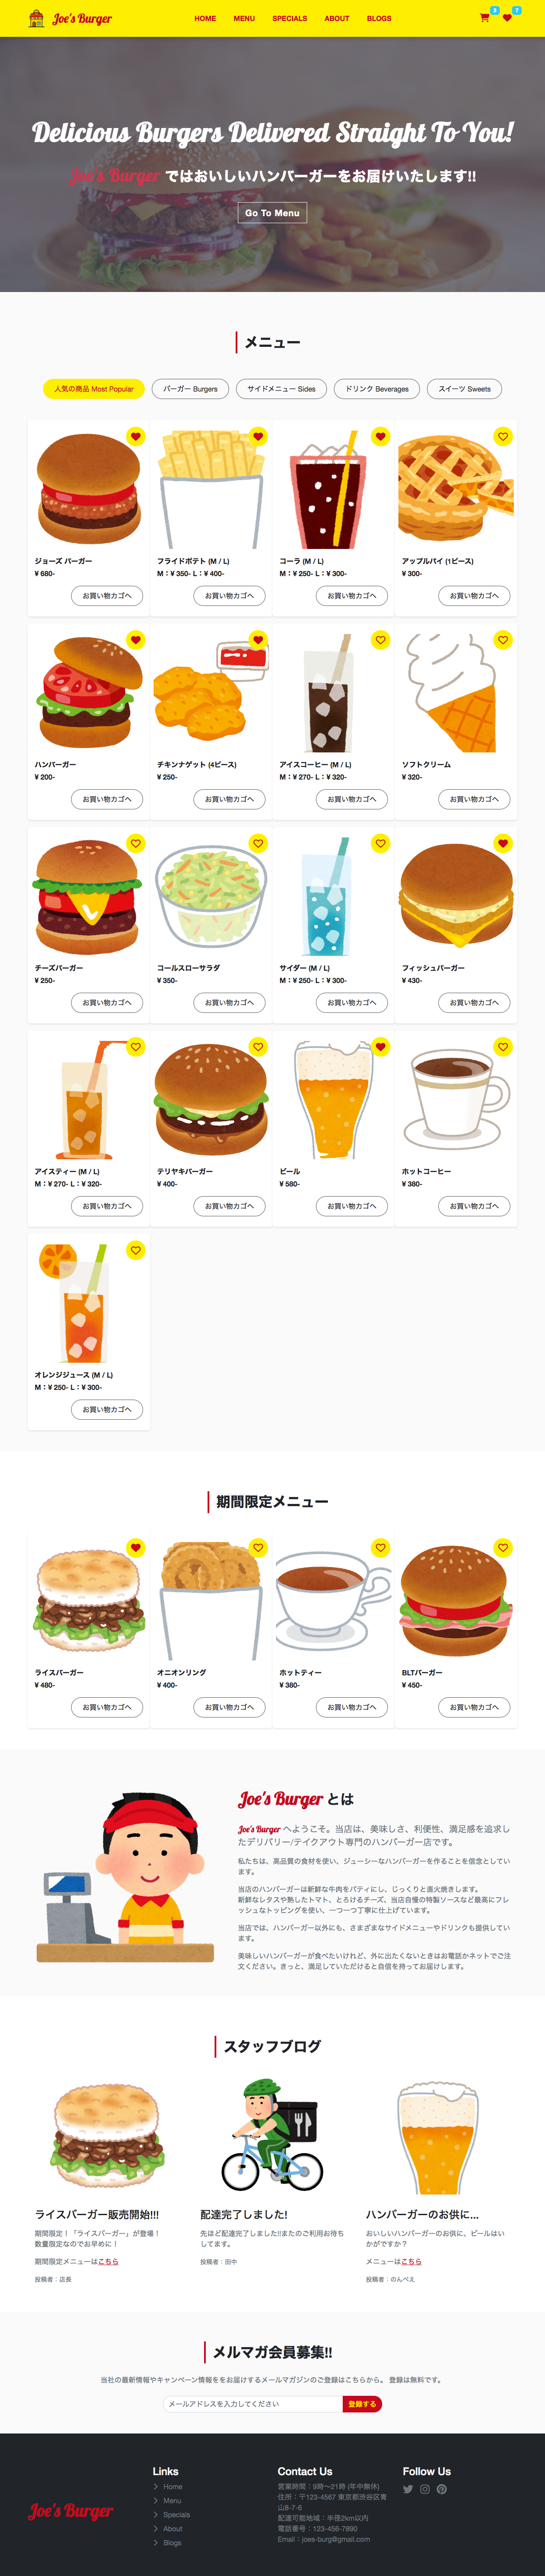 Joe's Burger
HOME MENU SPECIALS ABOUT BLOGS
3 7
Delicious Burgers Delivered Straight To You!
Joe's Burger ではおいしいハンバーガーをお届けいたします!!
Go To Menu
メニュー
人気の商品 Most Popular バーガー Burgers サイドメニュー Sides ドリンク Beverages スイーツ Sweets
ジョーズ バーガー
¥ 680-
お買い物カゴへ
フライドポテト (M / L)
M : ¥ 350- L : ¥ 400-
お買い物カゴへ
コーラ (M / L)
M : ¥ 250- L : ¥ 300-
お買い物カゴへ
アップルパイ (1ピース)
¥ 300-
お買い物カゴへ
ハンバーガー
¥ 200-
お買い物カゴへ
チキンナゲット (4ピース)
¥ 250-
お買い物カゴへ
アイスコーヒー (M / L)
M : ¥ 270- L : ¥ 320-
お買い物カゴへ
ソフトクリーム
¥ 320-
お買い物カゴへ
チーズバーガー
¥ 250-
お買い物カゴへ
コールスローサラダ
¥ 350-
お買い物カゴへ
サイダー (M / L)
M : ¥ 250- L : ¥ 300-
お買い物カゴへ
フィッシュバーガー
¥ 430-
お買い物カゴへ
アイスティー (M / L)
M : ¥ 270- L : ¥ 320-
お買い物カゴへ
テリヤキバーガー
¥ 400-
お買い物カゴへ
ビール
¥ 580-
お買い物カゴへ
ホットコーヒー
¥ 380-
お買い物カゴへ
オレンジジュース (M / L)
M : ¥ 250- L : ¥ 300-
お買い物カゴへ
期間限定メニュー
ライスバーガー
¥ 480-
お買い物カゴへ
オニオンリング
¥ 400-
お買い物カゴへ
ホットティー
¥ 380-
お買い物カゴへ
BLTバーガー
¥ 450-
お買い物カゴへ
Joe's Burger とは
Joe's Burger へようこそ。当店は、美味しさ、利便性、満足感を追求し
たデリバリー/テイクアウト専門のハンバーガー店です。
私たちは、高品質の食材を使い、ジューシーなハンバーガーを作ることを信念としてい
ます。
当店のハンバーガーは新鮮な牛肉をパティにし、じっくりと直火焼きします。
新鮮なレタスや熟したトマト、とろけるチーズ、当店自慢の特製ソースなど最高にフレ
ッシュなトッピングを使い、一つ一つ丁寧に仕上げています。
当店では、ハンバーガー以外にも、さまざまなサイドメニューやドリンクも提供してい
ます。
美味しいハンバーガーが食べたいけれど、外に出たくないときはお電話かネットでご注
文ください。きっと、満足していただけると自信を持ってお届けします。
スタッフブログ
ライスバーガー販売開始!!!
期間限定！「ライスバーガー」が登場！
数量限定なのでお早めに！
期間限定メニューはこちら
投稿者：店長
配達完了しました!
先ほど配達完了しました!!またのご利用お待ち
してます。
投稿者：田中
ハンバーガーのお供に...
おいしいハンバーガーのお供に、ビールはい
かがですか？
メニューはこちら
投稿者：のんべえ
メルマガ会員募集!!
当社の最新情報やキャンペーン情報ををお届けするメールマガジンのご登録はこちらから。 登録は無料です。
メールアドレスを入力してください 登録する
Joe's Burger
Links
Home
Menu
Specials
About
Blogs
Contact Us
営業時間：9時〜21時 (年中無休)
住所：〒123-4567 東京都渋谷区青
山8-7-6
配達可能地域：半径2km以内
電話番号：123-456-7890
Email：joes-burg@gmail.com
Follow Us